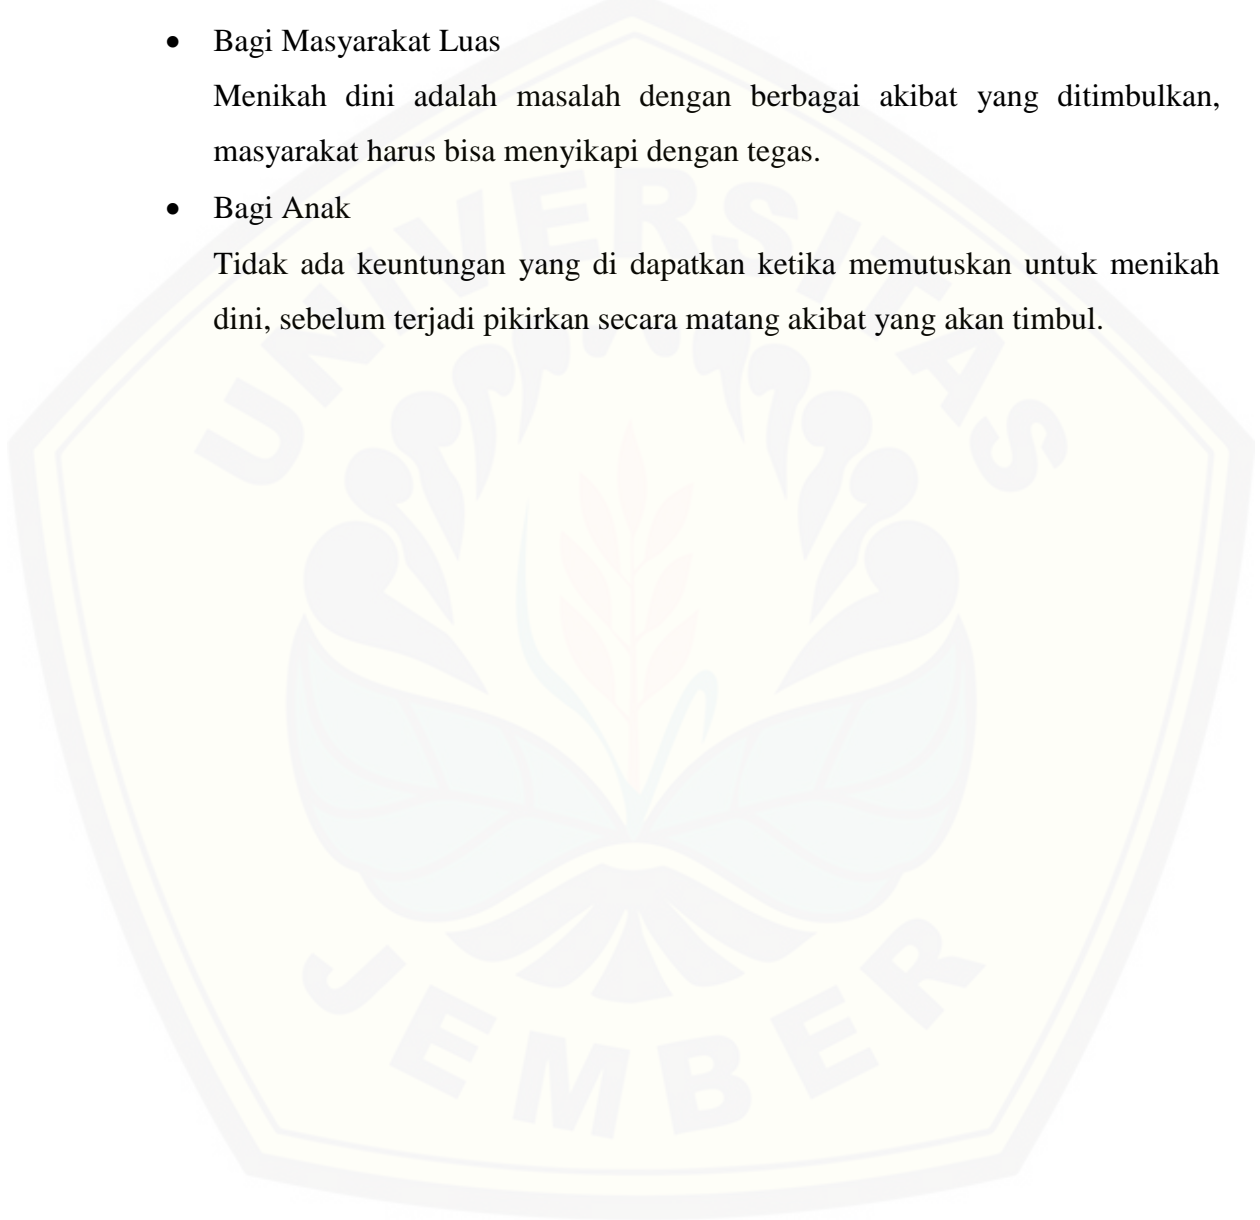 • Bagi Masyarakat Luas
Menikah dini adalah masalah dengan berbagai akibat yang ditimbulkan,
masyarakat harus bisa menyikapi dengan tegas.
• Bagi Anak
Tidak ada keuntungan yang di dapatkan ketika memutuskan untuk menikah
dini, sebelum terjadi pikirkan secara matang akibat yang akan timbul.
UNIVERSITAS
JEMBER